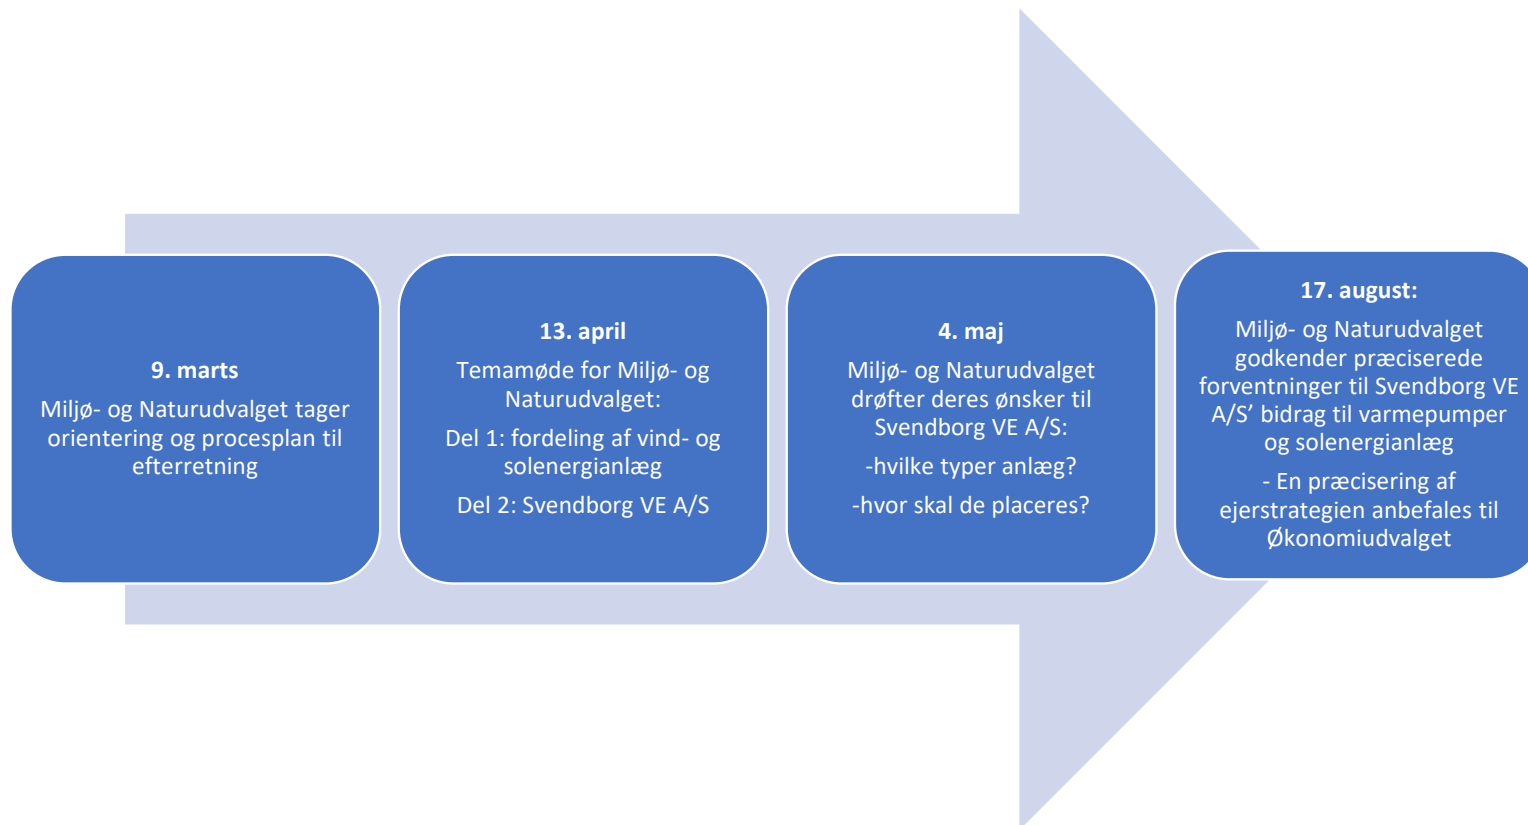 9. marts
Miljø- og Naturudvalget tager
orientering og procesplan til
efterretning
13. april
Temamøde for Miljø- og
Naturudvalget:
Del 1: fordeling af vind- og
solenergianlæg
Del 2: Svendborg VE A/S
4. maj
Miljø- og Naturudvalget
drøfter deres ønsker til
Svendborg VE A/S:
-hvilke typer anlæg?
-hvor skal de placeres?
17. august:
Miljø- og Naturudvalget
godkender præciserede
forventninger til Svendborg VE
A/S’ bidrag til varmepumper
og solenergianlæg
- En præcisering af
ejerstrategien anbefales til
Økonomiudvalget